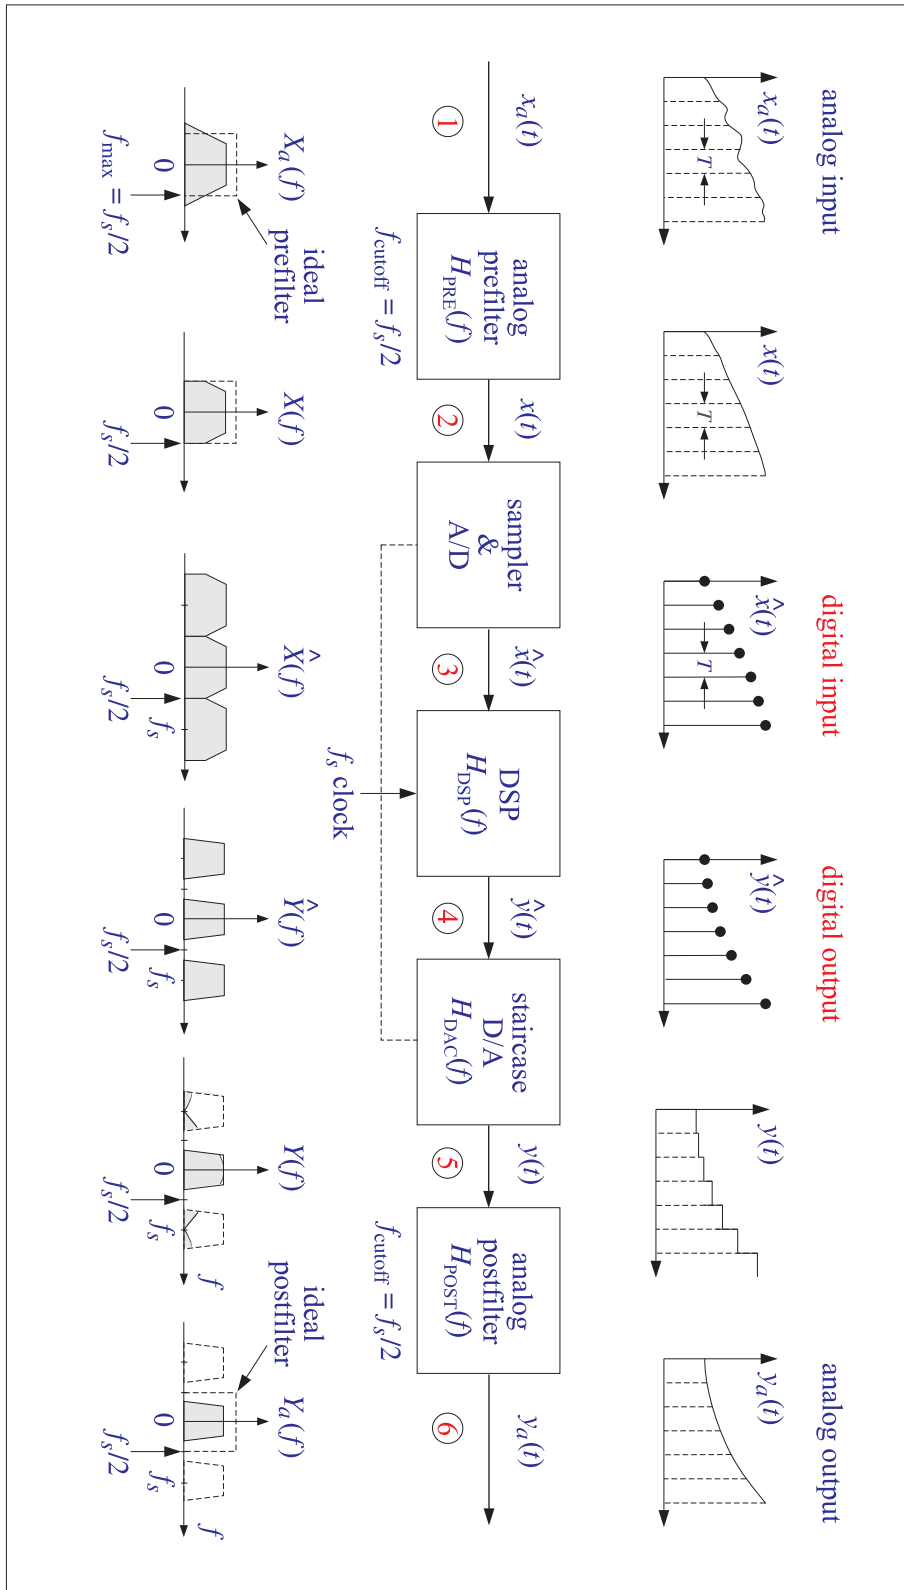 analog input
digital input
digital output
analog output
x_a(t)
T
x(t)
T
x̂(t)
T
ŷ(t)
y(t)
y_a(t)
x_a(t)
1
analog
prefilter
H_PRE(f)
f_cutoff = f_s/2
x(t)
2
sampler
&
A/D
x̂(t)
3
DSP
H_DSP(f)
f_s clock
ŷ(t)
4
staircase
D/A
H_DAC(f)
y(t)
5
analog
postfilter
H_POST(f)
f_cutoff = f_s/2
y_a(t)
6
X_a(f)
ideal
prefilter
0
f_max = f_s/2
X(f)
0
f_s/2
X̂(f)
0
f_s/2
f_s
Ŷ(f)
0
f_s/2
f_s
Y(f)
0
f_s/2
f_s
f
ideal
postfilter
Y_a(f)
0
f_s/2
f_s
f